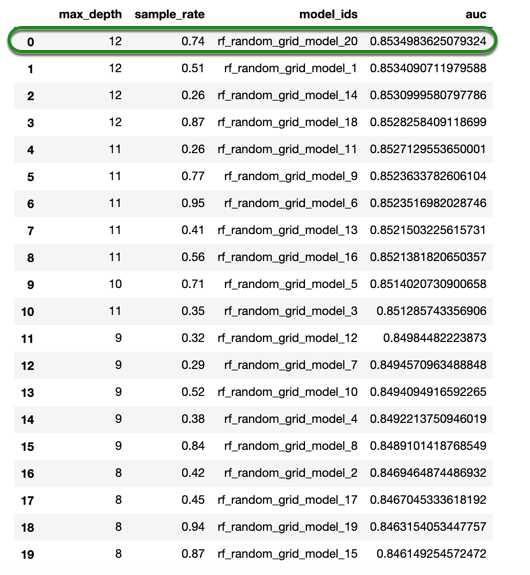 max_depth sample_rate model_ids auc
0 12 0.74 rf_random_grid_model_20 0.8534983625079324
1 12 0.51 rf_random_grid_model_1 0.8534090711979588
2 12 0.26 rf_random_grid_model_14 0.8530999580797786
3 12 0.87 rf_random_grid_model_18 0.8528258409118699
4 11 0.26 rf_random_grid_model_11 0.8527129553650001
5 11 0.77 rf_random_grid_model_9 0.8523633782606104
6 11 0.95 rf_random_grid_model_6 0.8523516982028746
7 11 0.41 rf_random_grid_model_13 0.8521503225615731
8 11 0.56 rf_random_grid_model_16 0.8521381820650357
9 10 0.71 rf_random_grid_model_5 0.8514020730900658
10 11 0.35 rf_random_grid_model_3 0.851285743356906
11 9 0.32 rf_random_grid_model_12 0.84984482223873
12 9 0.29 rf_random_grid_model_7 0.8494570963488848
13 9 0.52 rf_random_grid_model_10 0.8494094916592265
14 9 0.38 rf_random_grid_model_4 0.8492213750946019
15 9 0.84 rf_random_grid_model_8 0.8489101418768549
16 8 0.42 rf_random_grid_model_2 0.8469464874486932
17 8 0.45 rf_random_grid_model_17 0.8467045333618192
18 8 0.94 rf_random_grid_model_19 0.8463154053447757
19 8 0.87 rf_random_grid_model_15 0.846149254572472